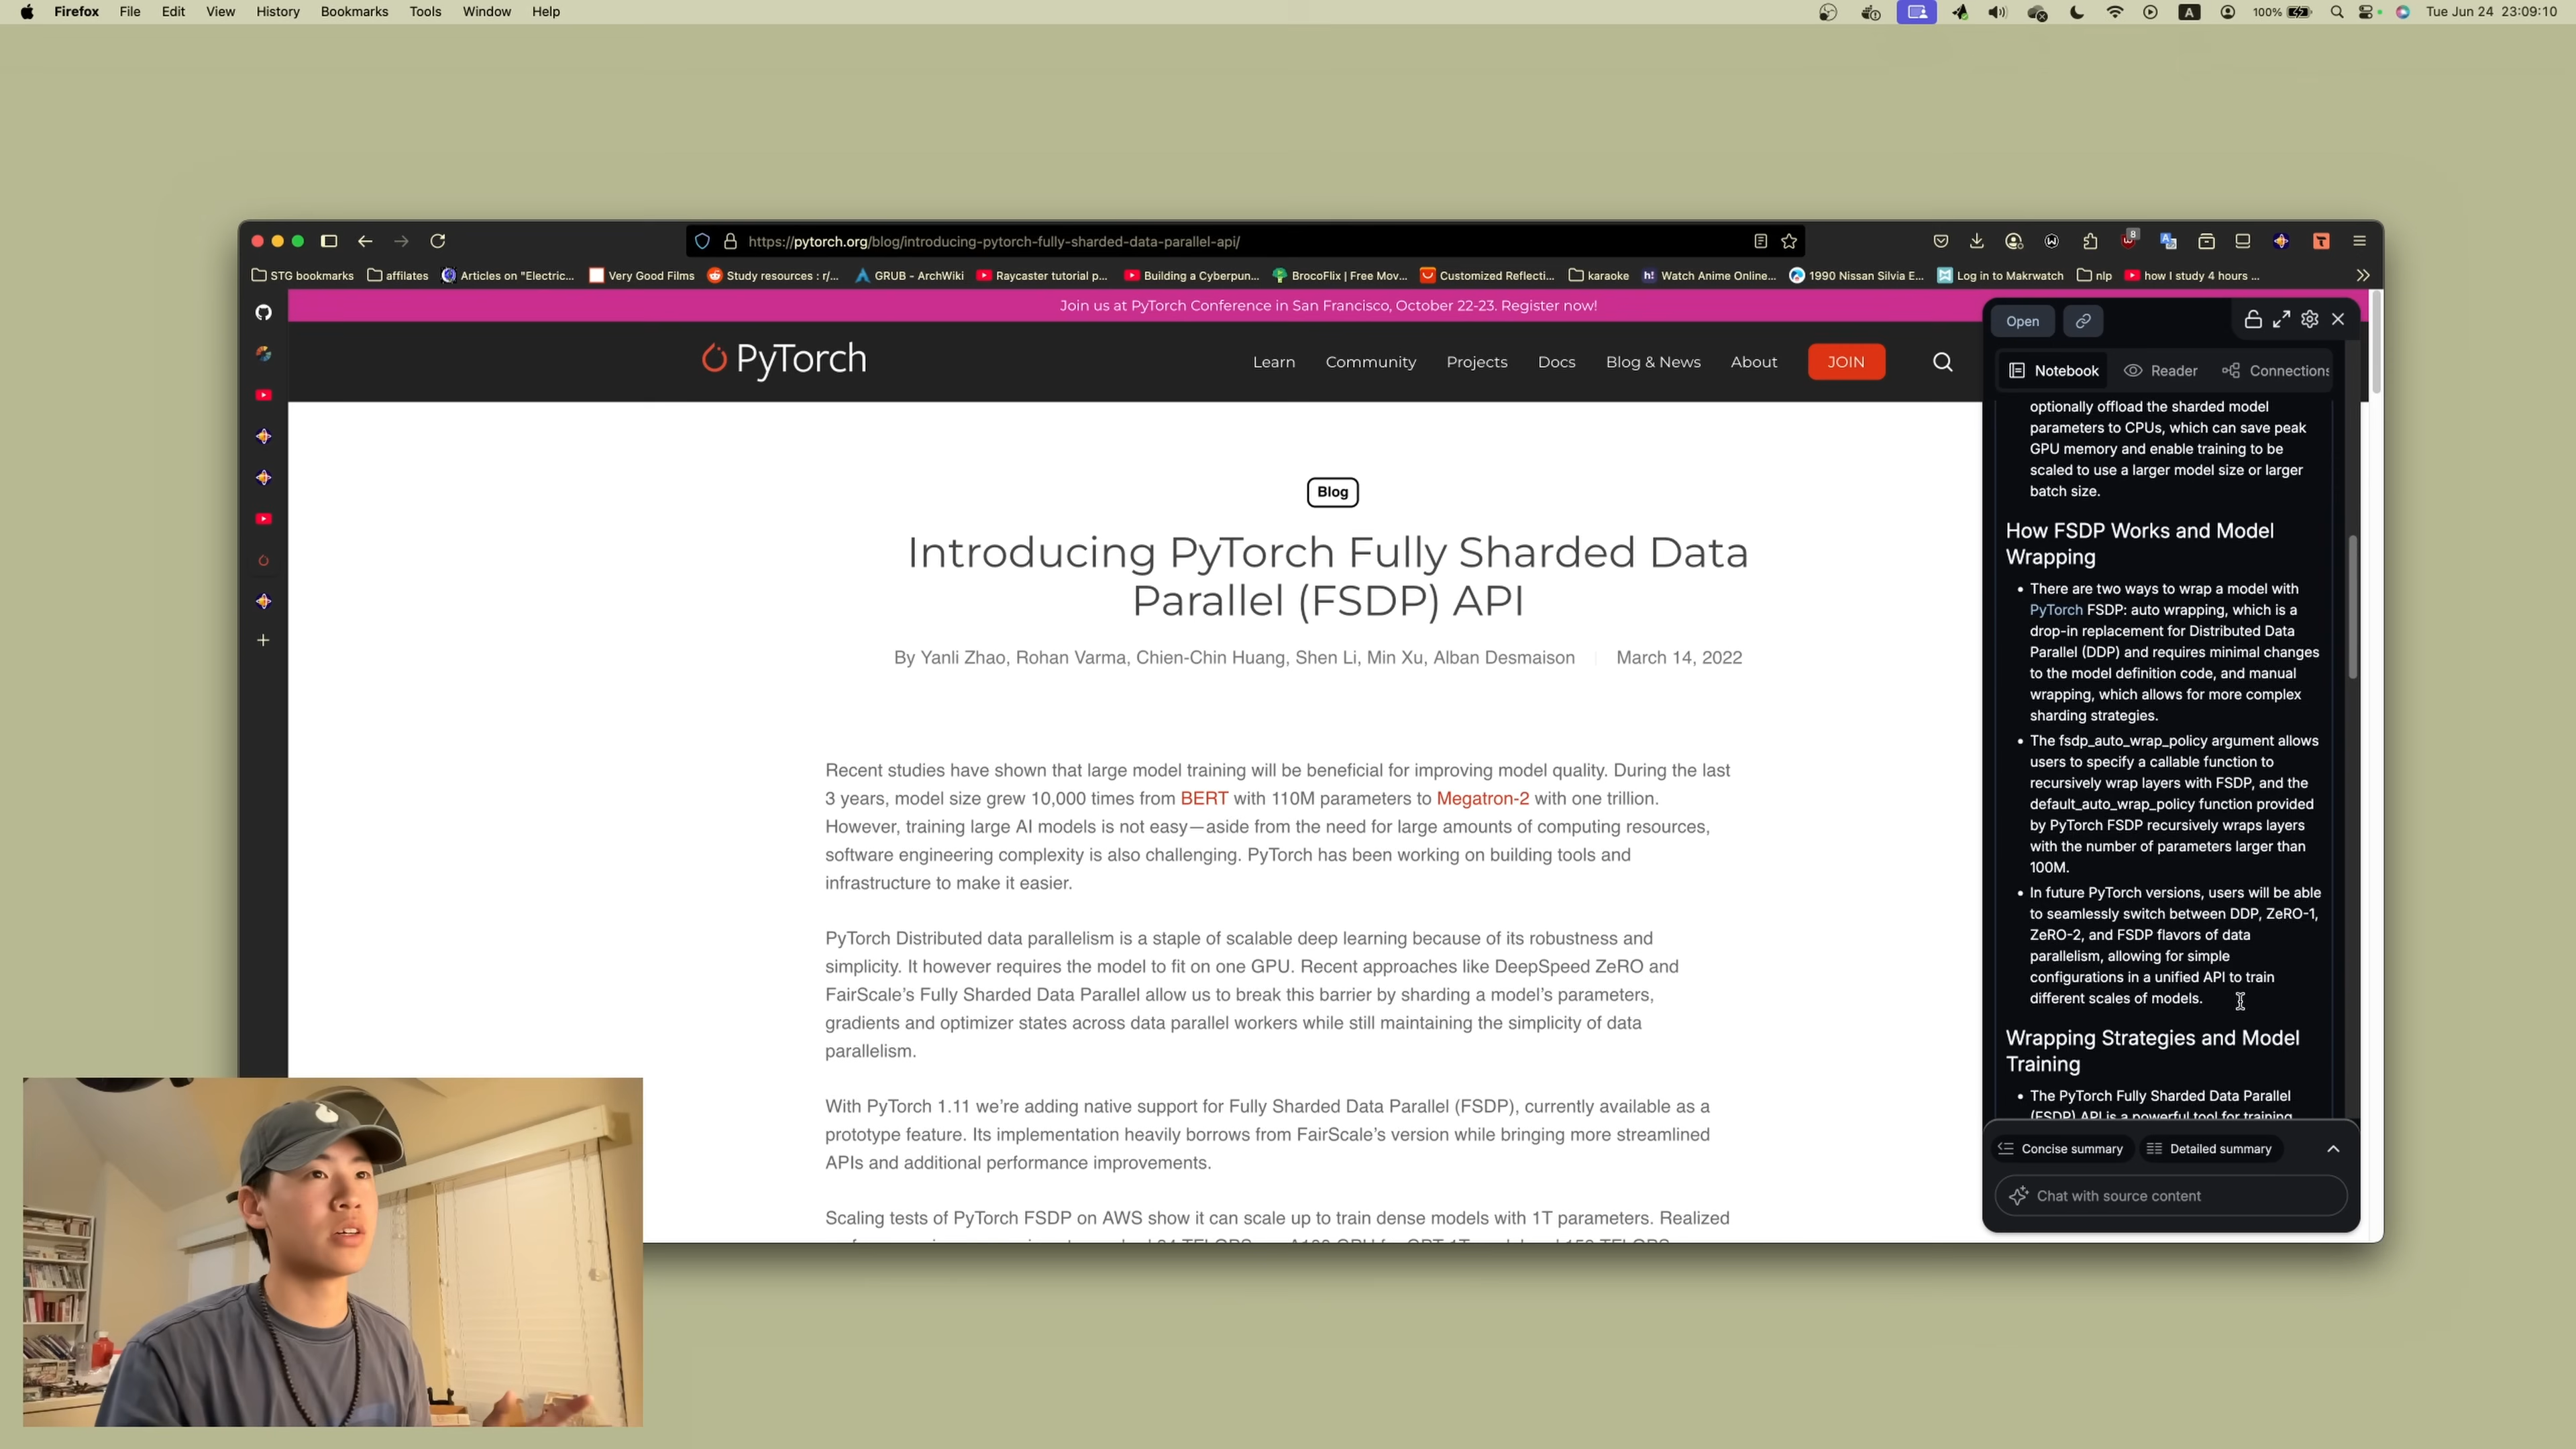 Firefox File Edit View History Bookmarks Tools Window Help
A
100%
Tue Jun 24 23:09:10
https://pytorch.org/blog/introducing-pytorch-fully-sharded-data-parallel-api/
8
STG bookmarks affilates Articles on "Electric... Very Good Films Study resources : r/... GRUB - ArchWiki Raycaster tutorial p... Building a Cyberpun... BrocoFlix | Free Mov... Customized Reflecti... karaoke h! Watch Anime Online... 1990 Nissan Silvia E... Log in to Makrwatch nlp how I study 4 hours ...
Join us at PyTorch Conference in San Francisco, October 22-23. Register now!
PyTorch
Learn Community Projects Docs Blog & News About JOIN
Blog
Introducing PyTorch Fully Sharded Data
Parallel (FSDP) API
By Yanli Zhao, Rohan Varma, Chien-Chin Huang, Shen Li, Min Xu, Alban Desmaison March 14, 2022
Recent studies have shown that large model training will be beneficial for improving model quality. During the last
3 years, model size grew 10,000 times from BERT with 110M parameters to Megatron-2 with one trillion.
However, training large AI models is not easy—aside from the need for large amounts of computing resources,
software engineering complexity is also challenging. PyTorch has been working on building tools and
infrastructure to make it easier.
PyTorch Distributed data parallelism is a staple of scalable deep learning because of its robustness and
simplicity. It however requires the model to fit on one GPU. Recent approaches like DeepSpeed ZeRO and
FairScale's Fully Sharded Data Parallel allow us to break this barrier by sharding a model's parameters,
gradients and optimizer states across data parallel workers while still maintaining the simplicity of data
parallelism.
With PyTorch 1.11 we're adding native support for Fully Sharded Data Parallel (FSDP), currently available as a
prototype feature. Its implementation heavily borrows from FairScale's version while bringing more streamlined
APIs and additional performance improvements.
Scaling tests of PyTorch FSDP on AWS show it can scale up to train dense models with 1T parameters. Realized
Open
Notebook Reader Connections
optionally offload the sharded model
parameters to CPUs, which can save peak
GPU memory and enable training to be
scaled to use a larger model size or larger
batch size.
How FSDP Works and Model
Wrapping
• There are two ways to wrap a model with
PyTorch FSDP: auto wrapping, which is a
drop-in replacement for Distributed Data
Parallel (DDP) and requires minimal changes
to the model definition code, and manual
wrapping, which allows for more complex
sharding strategies.
• The fsdp_auto_wrap_policy argument allows
users to specify a callable function to
recursively wrap layers with FSDP, and the
default_auto_wrap_policy function provided
by PyTorch FSDP recursively wraps layers
with the number of parameters larger than
100M.
• In future PyTorch versions, users will be able
to seamlessly switch between DDP, ZeRO-1,
ZeRO-2, and FSDP flavors of data
parallelism, allowing for simple
configurations in a unified API to train
different scales of models.
Wrapping Strategies and Model
Training
• The PyTorch Fully Sharded Data Parallel
(FSDP) API is a powerful tool for training
Concise summary Detailed summary
Chat with source content